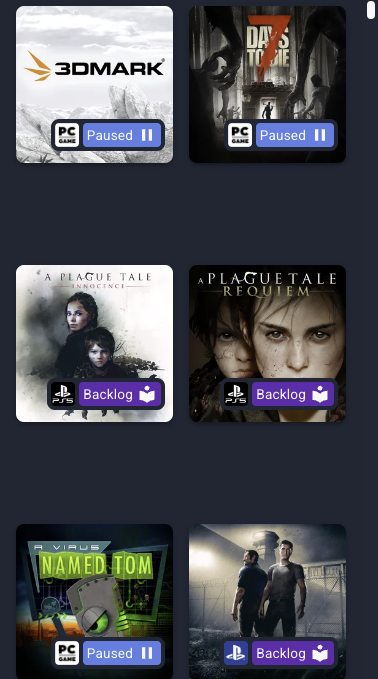 3DMARK
7
DAYS
TO DIE
PC
GAME
Paused
PC
GAME
Paused
A PLAGUE TALE
INNOCENCE
A PLAGUE TALE
REQUIEM
PS5
Backlog
PS5
Backlog
A VIRUS
NAMED TOM
PC
GAME
Paused
Backlog